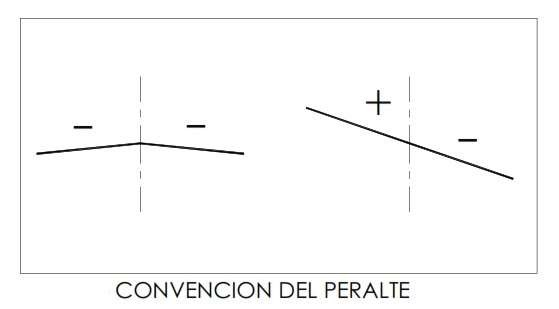 − −
+
−
CONVENCION DEL PERALTE